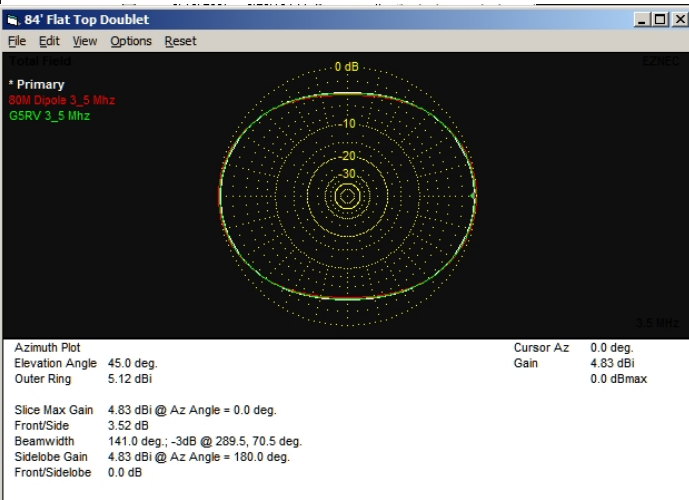 84' Flat Top Doublet
File Edit View Options Reset
Total Field
EZNEC
0 dB
* Primary
80M Dipole 3_5 Mhz
G5RV 3_5 Mhz
-10
-20
-30
3.5 MHz
Azimuth Plot
Cursor Az 0.0 deg.
Elevation Angle 45.0 deg.
Gain 4.83 dBi
Outer Ring 5.12 dBi
0.0 dBmax
Slice Max Gain 4.83 dBi @ Az Angle = 0.0 deg.
Front/Side 3.52 dB
Beamwidth 141.0 deg.; -3dB @ 289.5, 70.5 deg.
Sidelobe Gain 4.83 dBi @ Az Angle = 180.0 deg.
Front/Sidelobe 0.0 dB